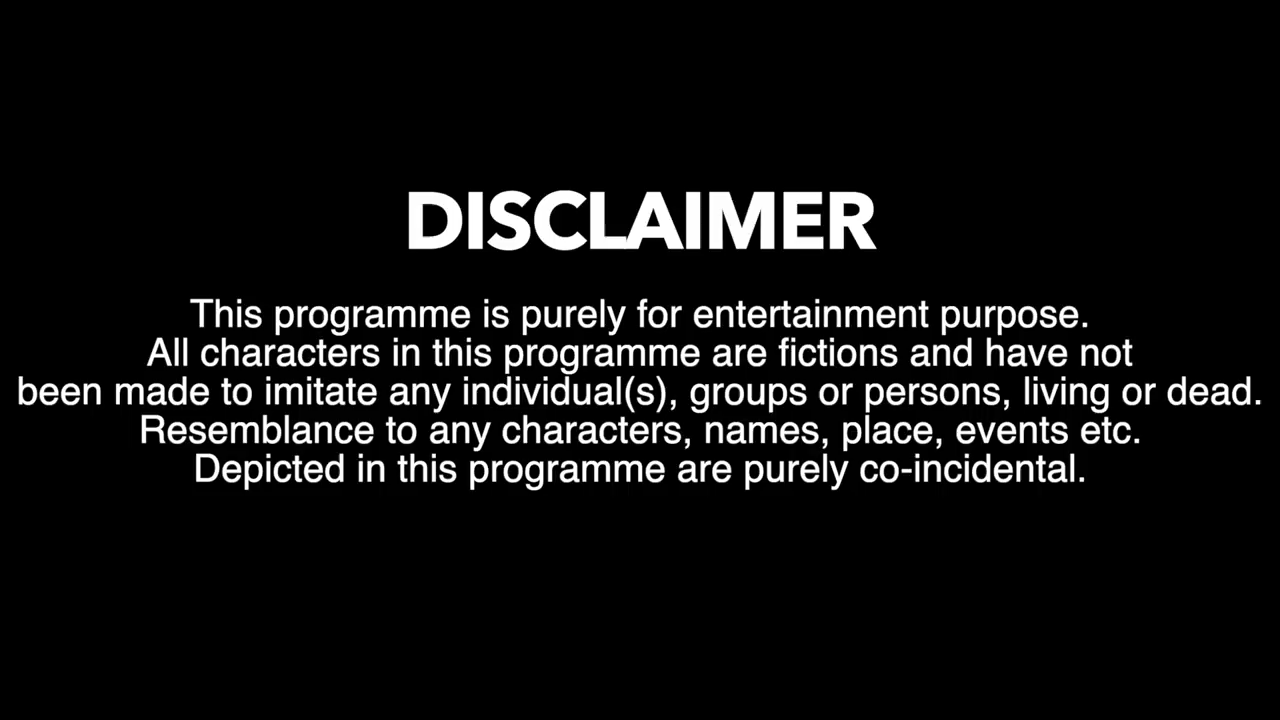 DISCLAIMER
This programme is purely for entertainment purpose.
All characters in this programme are fictions and have not
been made to imitate any individual(s), groups or persons, living or dead.
Resemblance to any characters, names, place, events etc.
Depicted in this programme are purely co-incidental.